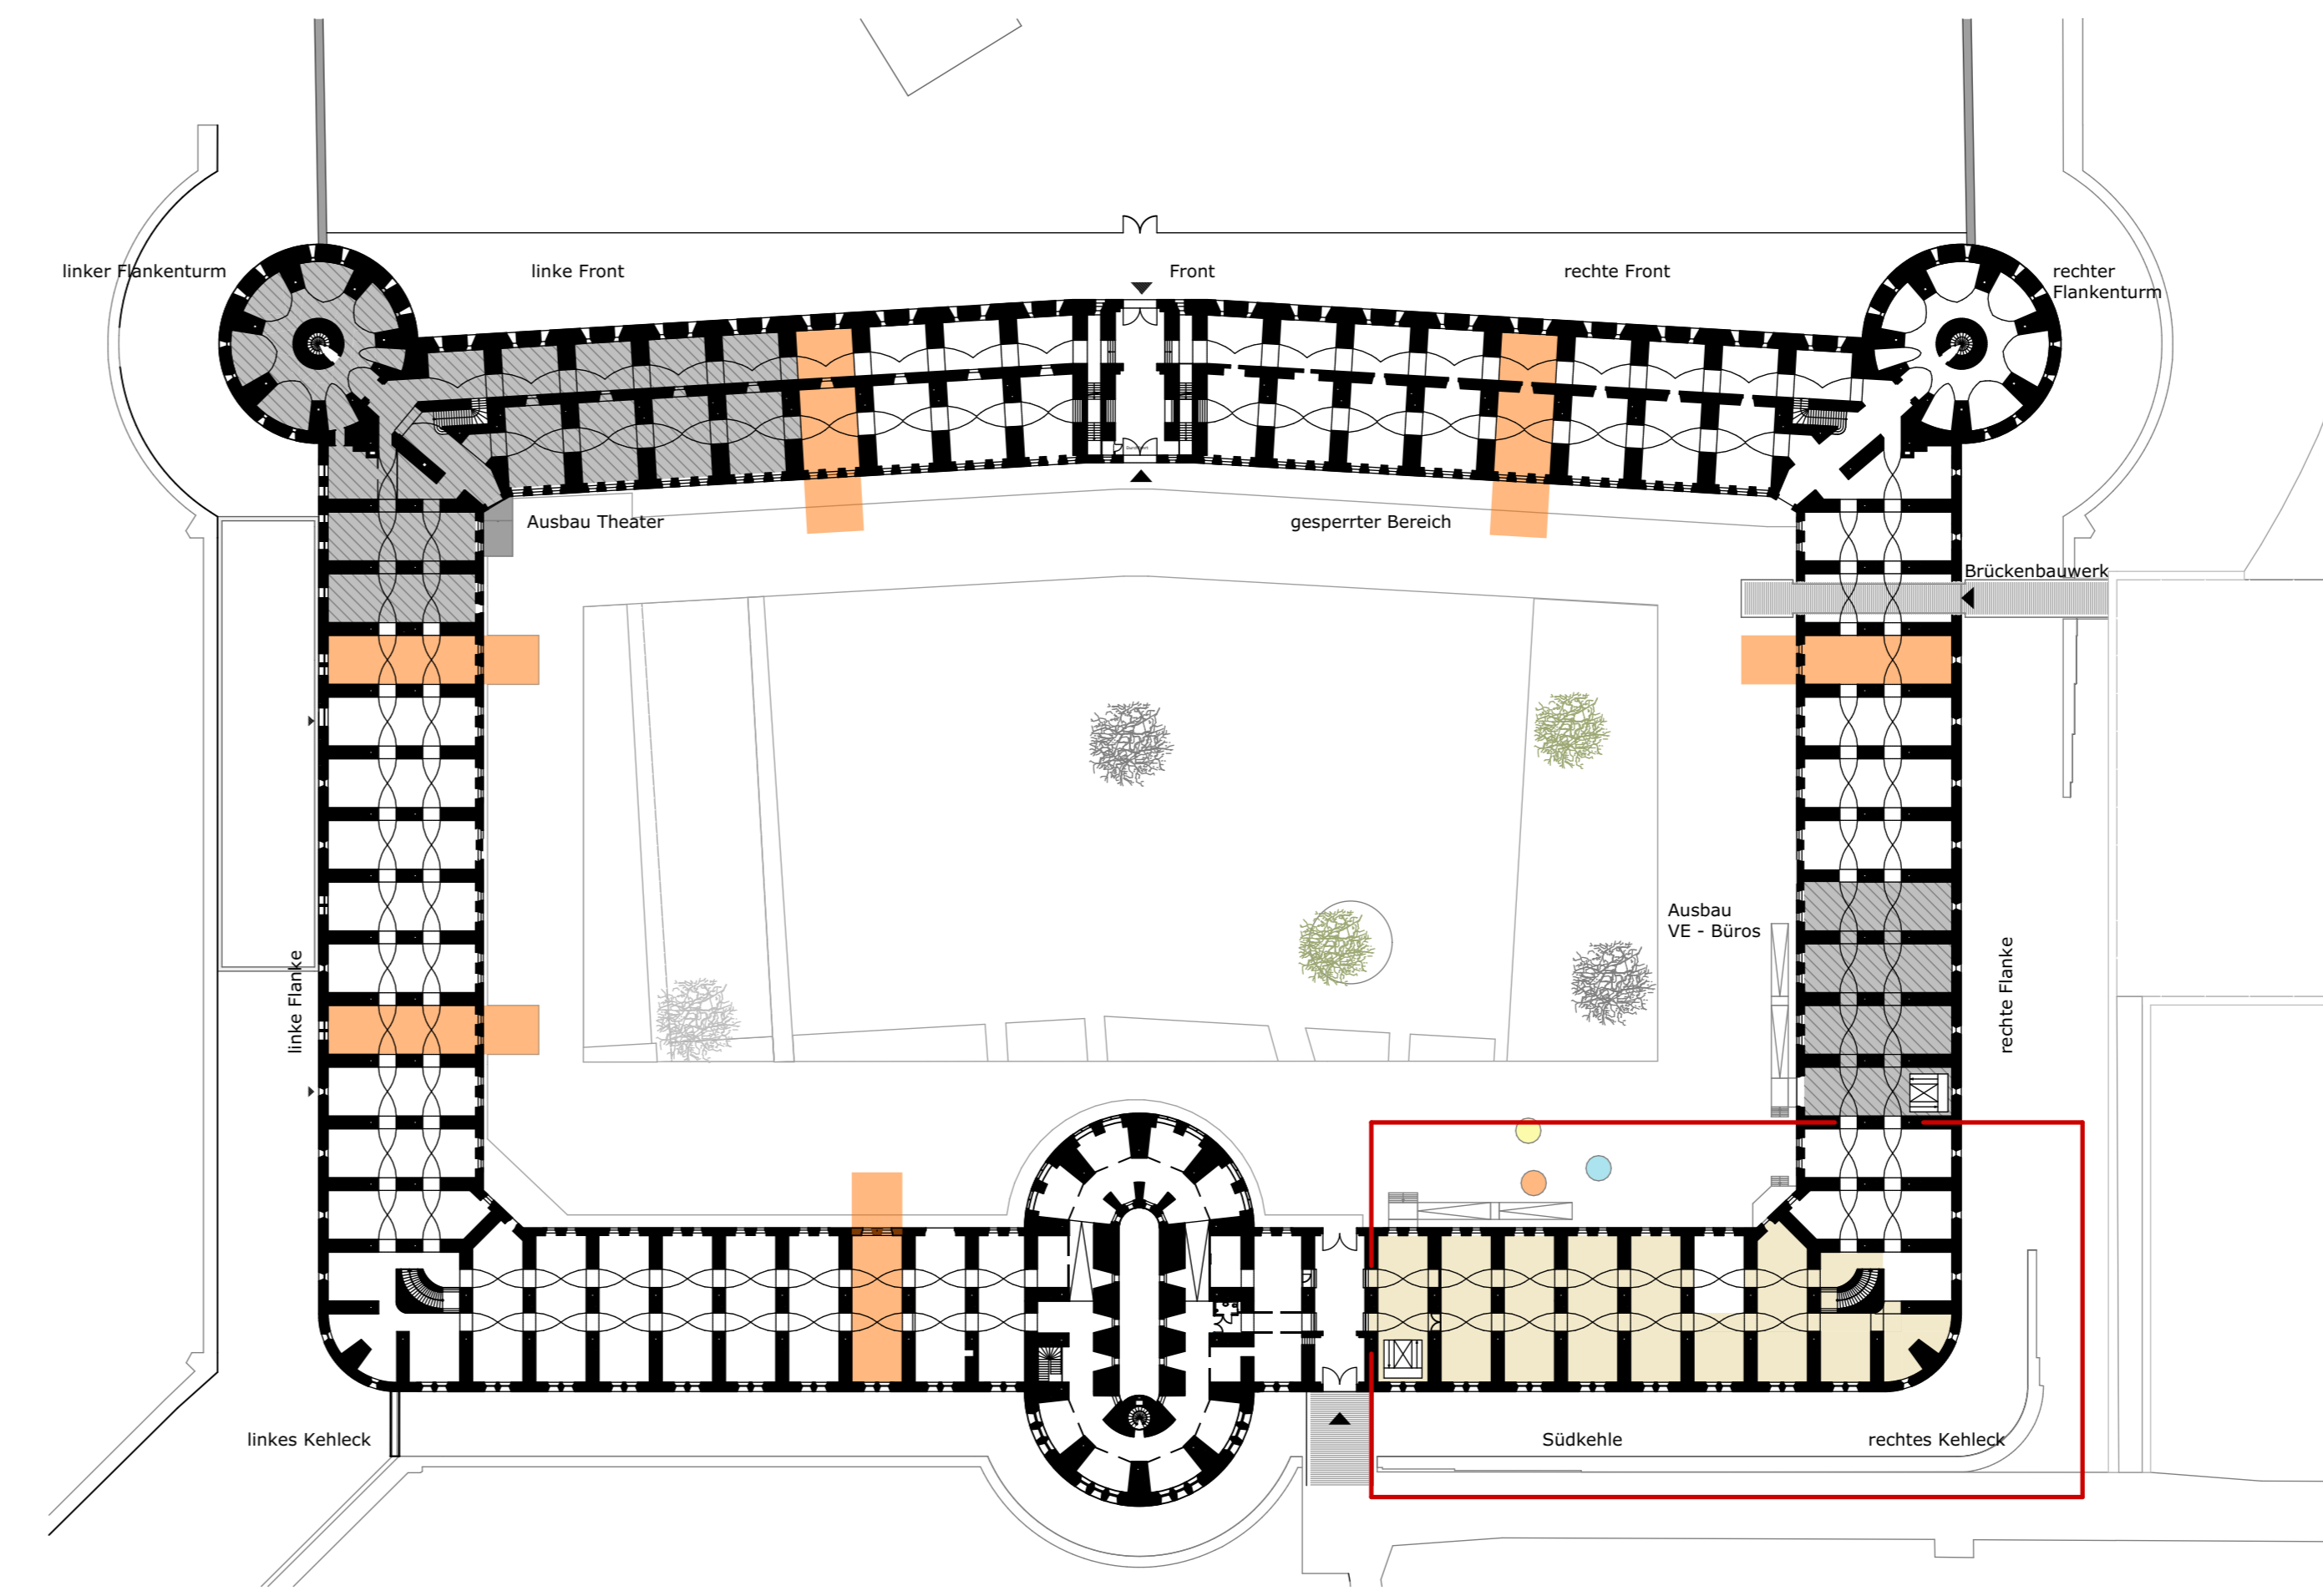 linker Flankenturm
linke Front
Front
rechte Front
rechter
Flankenturm
Ausbau Theater
gesperrter Bereich
Brückenbauwerk
Ausbau
VE - Büros
linke Flanke
rechte Flanke
linkes Kehleck
Südkehle
rechtes Kehleck